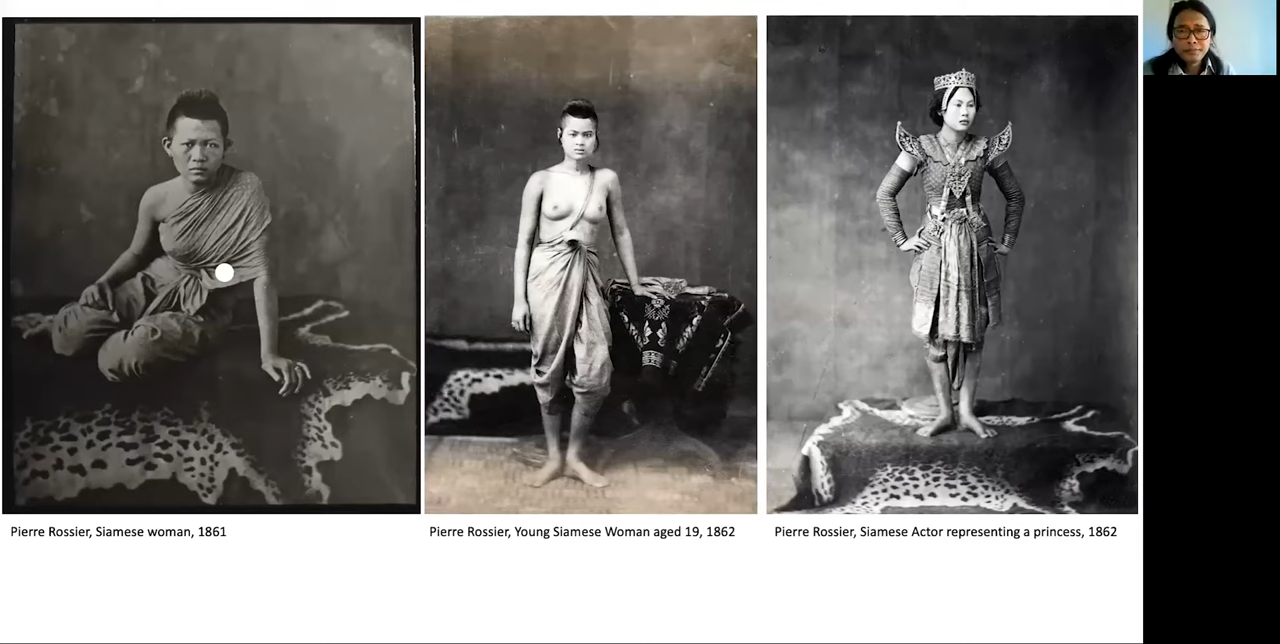 Pierre Rossier, Siamese woman, 1861
Pierre Rossier, Young Siamese Woman aged 19, 1862
Pierre Rossier, Siamese Actor representing a princess, 1862